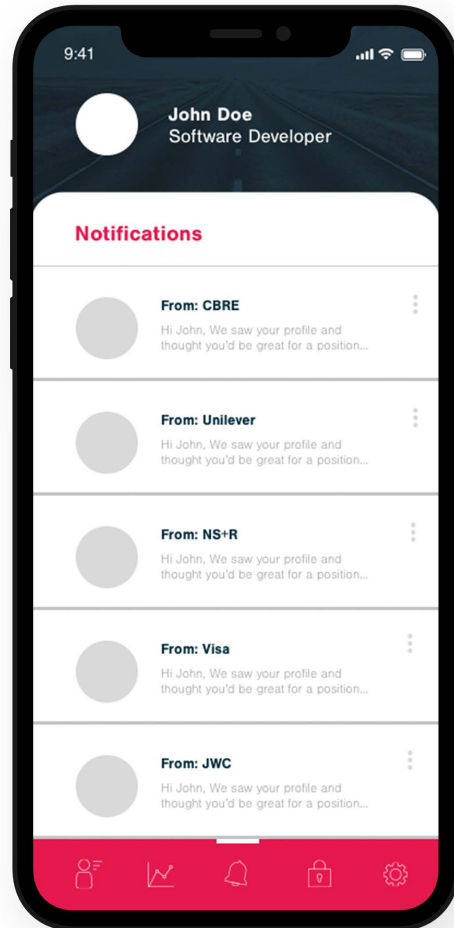 9:41
John Doe
Software Developer
Notifications
From: CBRE
Hi John, We saw your profile and
thought you'd be great for a position...
From: Unilever
Hi John, We saw your profile and
thought you'd be great for a position...
From: NS+R
Hi John, We saw your profile and
thought you'd be great for a position...
From: Visa
Hi John, We saw your profile and
thought you'd be great for a position...
From: JWC
Hi John, We saw your profile and
thought you'd be great for a position...